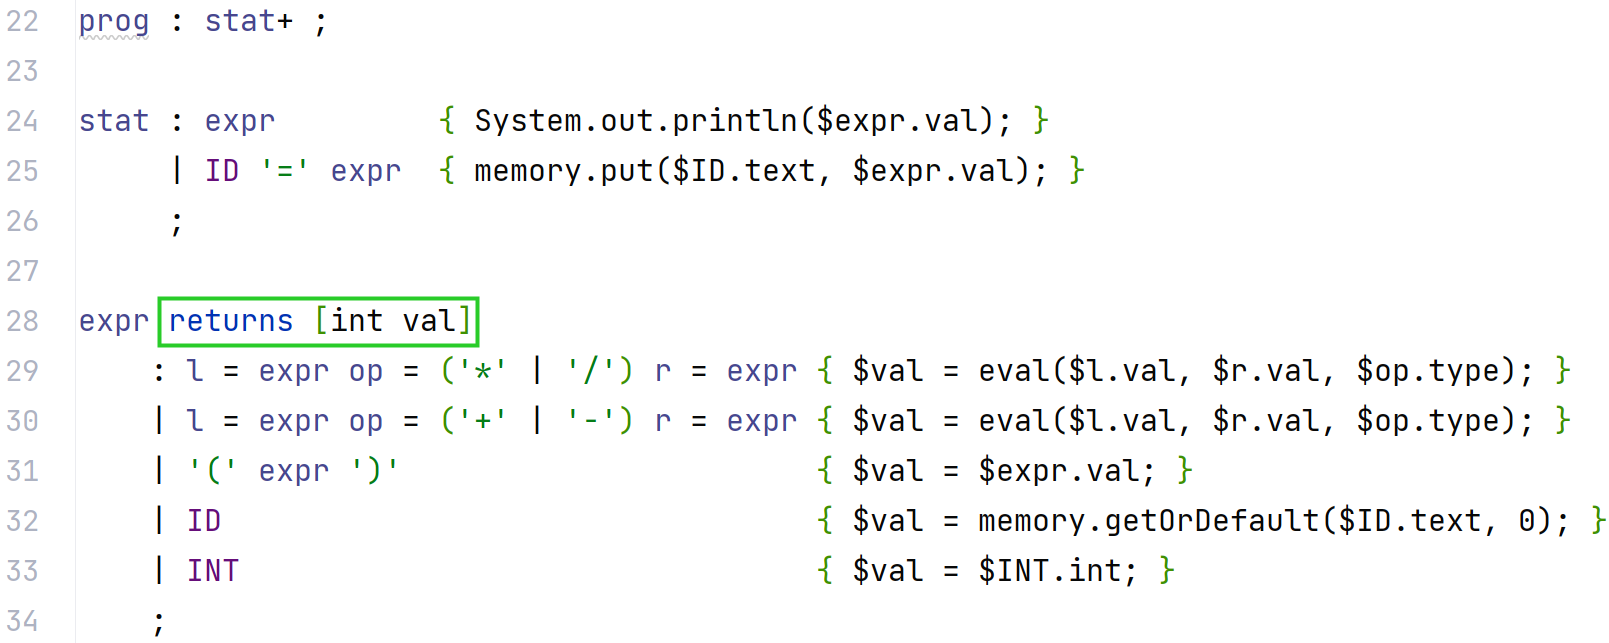 22 prog : stat+ ;
23
24 stat : expr { System.out.println($expr.val); }
25 | ID '=' expr { memory.put($ID.text, $expr.val); }
26 ;
27
28 expr returns [int val]
29 : l = expr op = ('*' | '/') r = expr { $val = eval($l.val, $r.val, $op.type); }
30 | l = expr op = ('+' | '-') r = expr { $val = eval($l.val, $r.val, $op.type); }
31 | '(' expr ')' { $val = $expr.val; }
32 | ID { $val = memory.getOrDefault($ID.text, 0); }
33 | INT { $val = $INT.int; }
34 ;